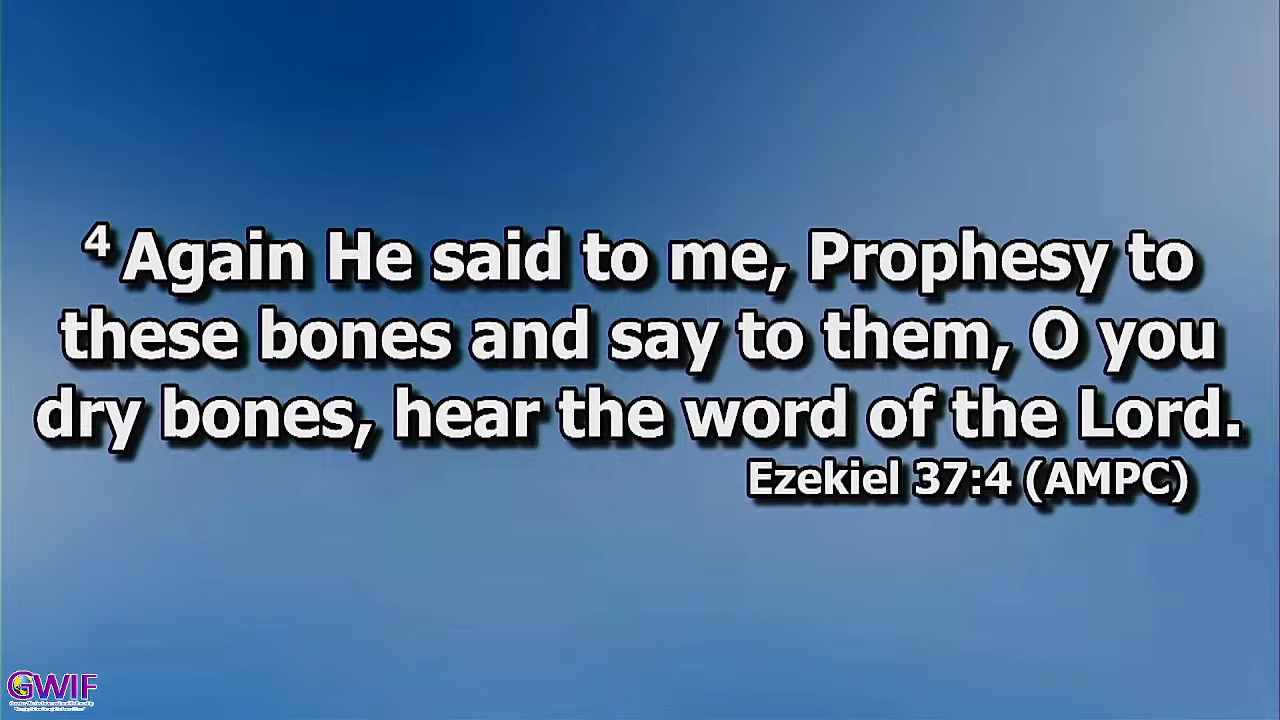 4 Again He said to me, Prophesy to
these bones and say to them, O you
dry bones, hear the word of the Lord.
Ezekiel 37:4 (AMPC)
GWIF